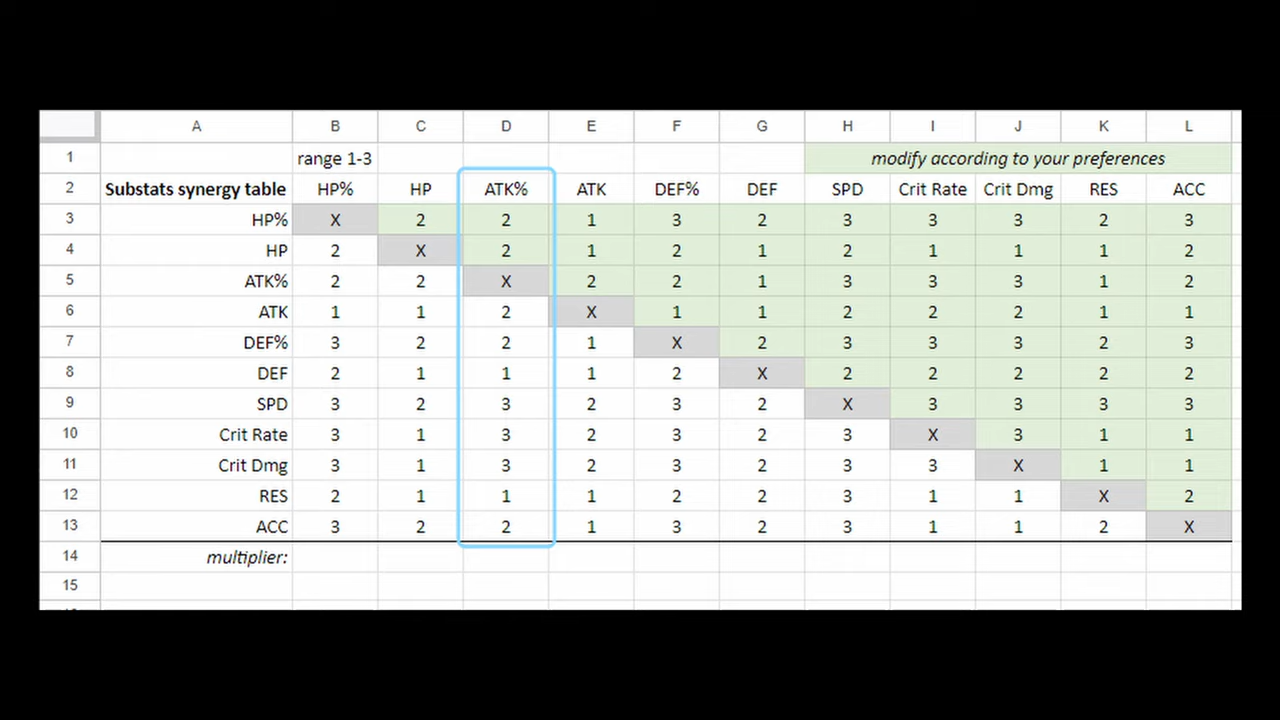 A B C D E F G H I J K L
1 range 1-3 modify according to your preferences
2 Substats synergy table HP% HP ATK% ATK DEF% DEF SPD Crit Rate Crit Dmg RES ACC
3 HP% X 2 2 1 3 2 3 3 3 2 3
4 HP 2 X 2 1 2 1 2 1 1 1 2
5 ATK% 2 2 X 2 2 1 3 3 3 1 2
6 ATK 1 1 2 X 1 1 2 2 2 1 1
7 DEF% 3 2 2 1 X 2 3 3 3 2 3
8 DEF 2 1 1 1 2 X 2 2 2 2 2
9 SPD 3 2 3 2 3 2 X 3 3 3 3
10 Crit Rate 3 1 3 2 3 2 3 X 3 1 1
11 Crit Dmg 3 1 3 2 3 2 3 3 X 1 1
12 RES 2 1 1 1 2 2 3 1 1 X 2
13 ACC 3 2 2 1 3 2 3 1 1 2 X
14 multiplier:
15